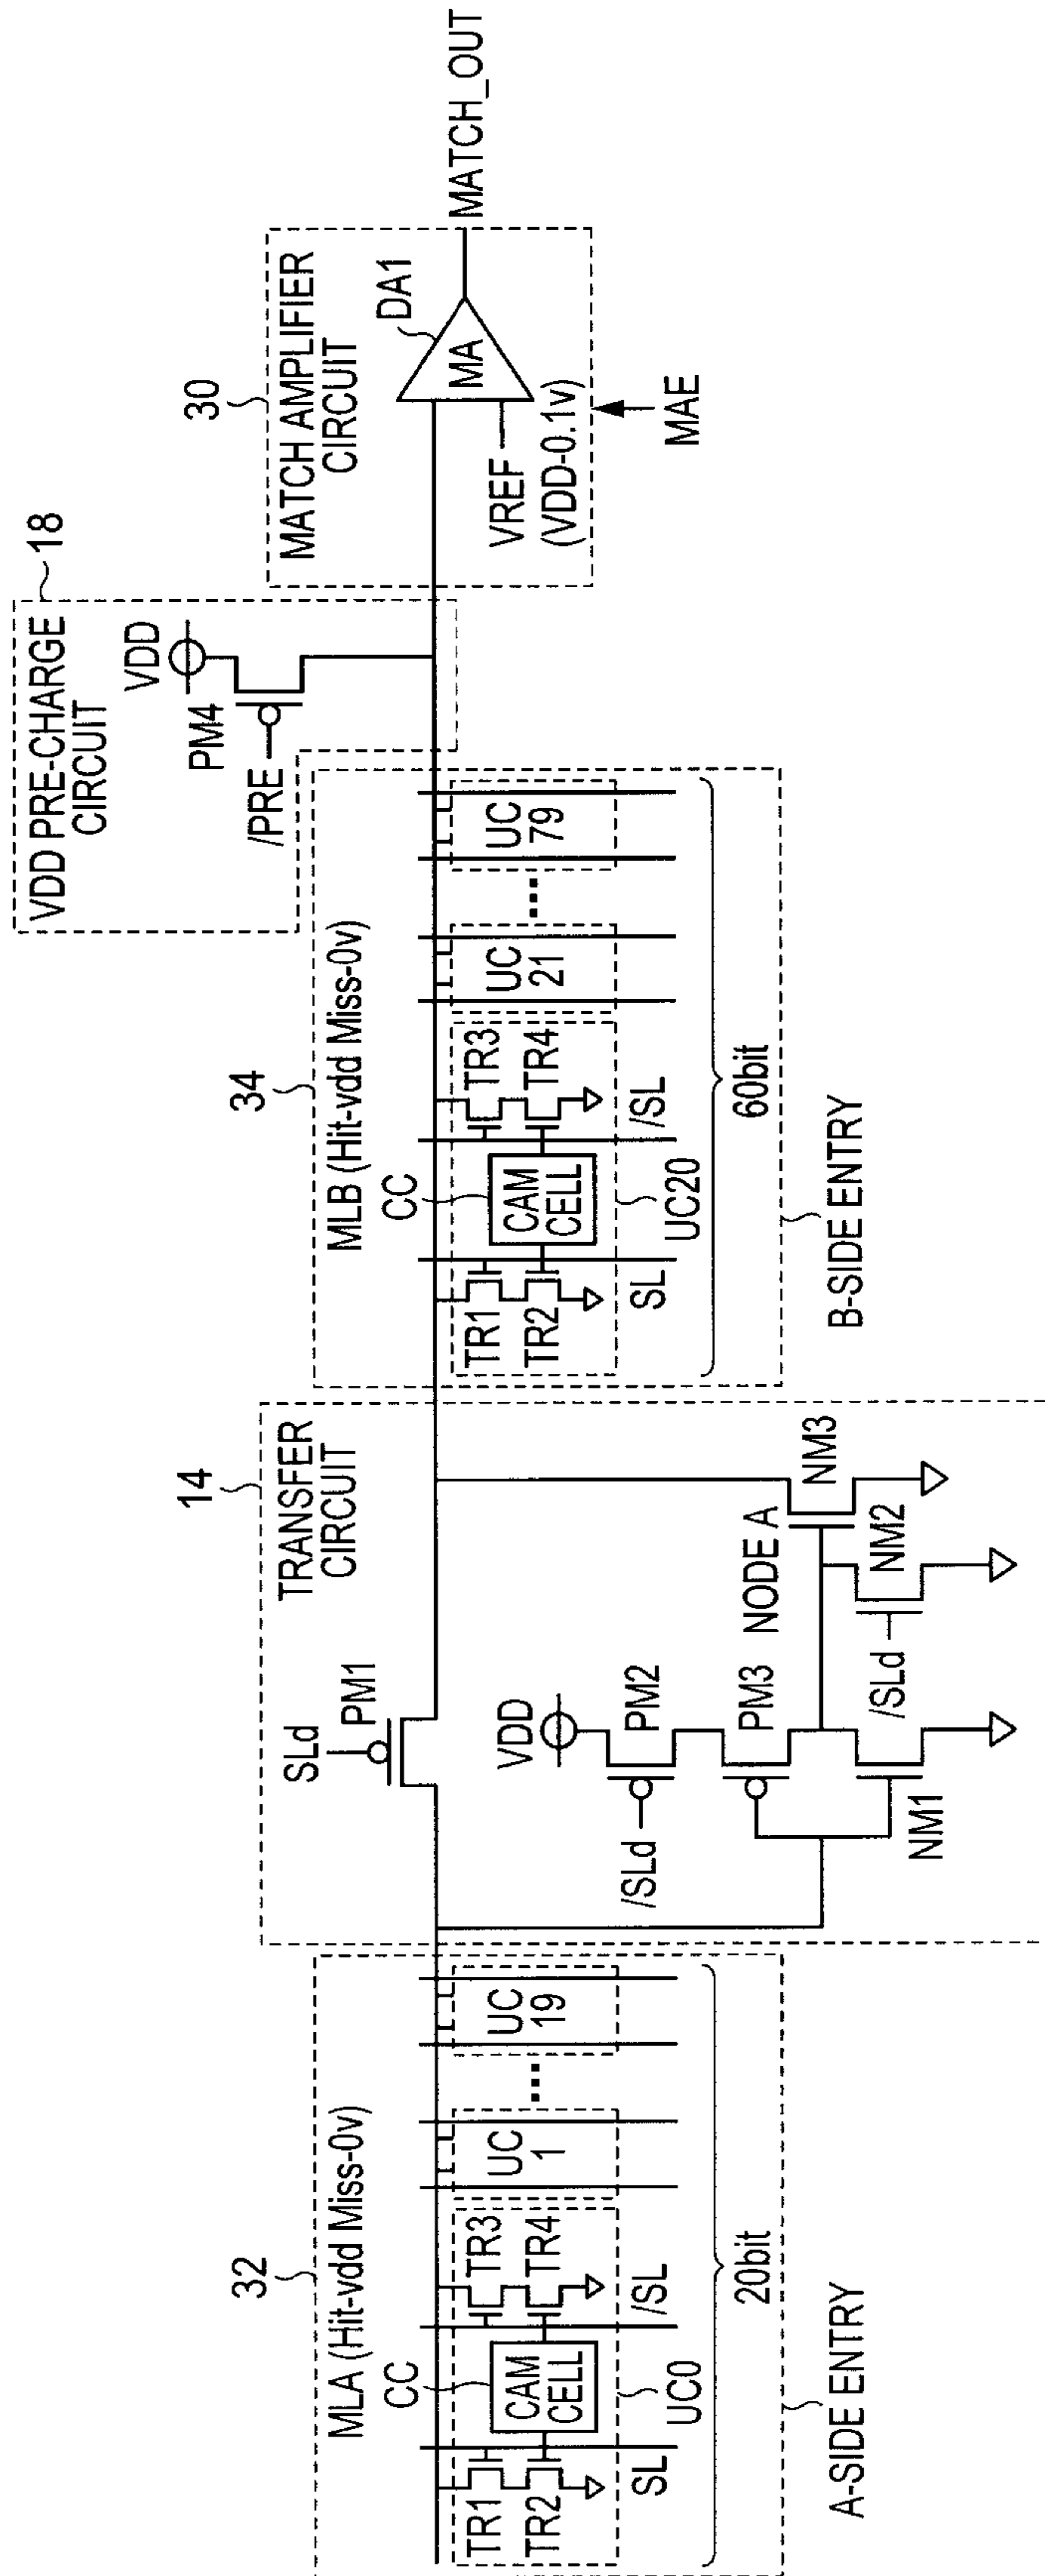 32
MLA (Hit-vdd Miss-0v)
TR1
TR2
CC
CAM
CELL
TR3
TR4
SL
/SL
UC0
UC
1
...
UC
19
20bit
A-SIDE ENTRY
14
TRANSFER
CIRCUIT
SLd
PM1
VDD
/SLd
PM2
PM3
NM1
NODE A
/SLd
NM2
NM3
34
MLB (Hit-vdd Miss-0v)
TR1
TR2
CC
CAM
CELL
TR3
TR4
SL
/SL
UC20
UC
21
...
UC
79
60bit
B-SIDE ENTRY
VDD PRE-CHARGE
CIRCUIT
18
VDD
PM4
/PRE
30
MATCH AMPLIFIER
CIRCUIT
DA1
MA
VREF
(VDD-0.1v)
MAE
MATCH_OUT